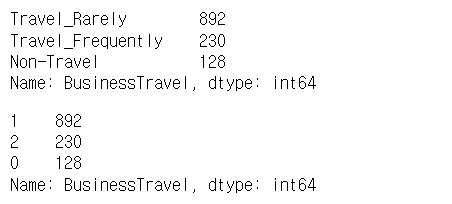 Travel_Rarely 892
Travel_Frequently 230
Non-Travel 128
Name: BusinessTravel, dtype: int64
1 892
2 230
0 128
Name: BusinessTravel, dtype: int64